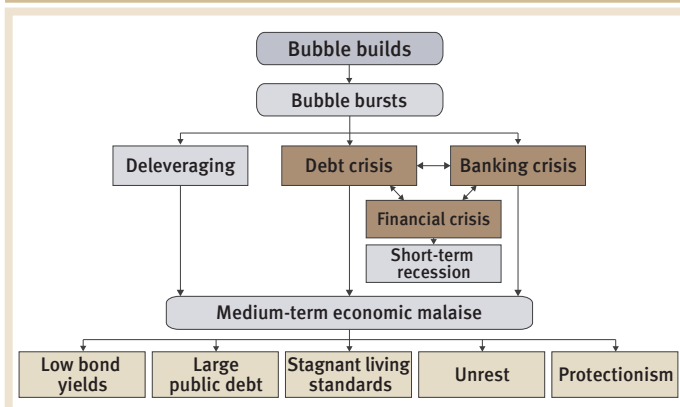 Bubble builds
Bubble bursts
Deleveraging
Debt crisis
Banking crisis
Financial crisis
Short-term
recession
Medium-term economic malaise
Low bond
yields
Large
public debt
Stagnant living
standards
Unrest
Protectionism